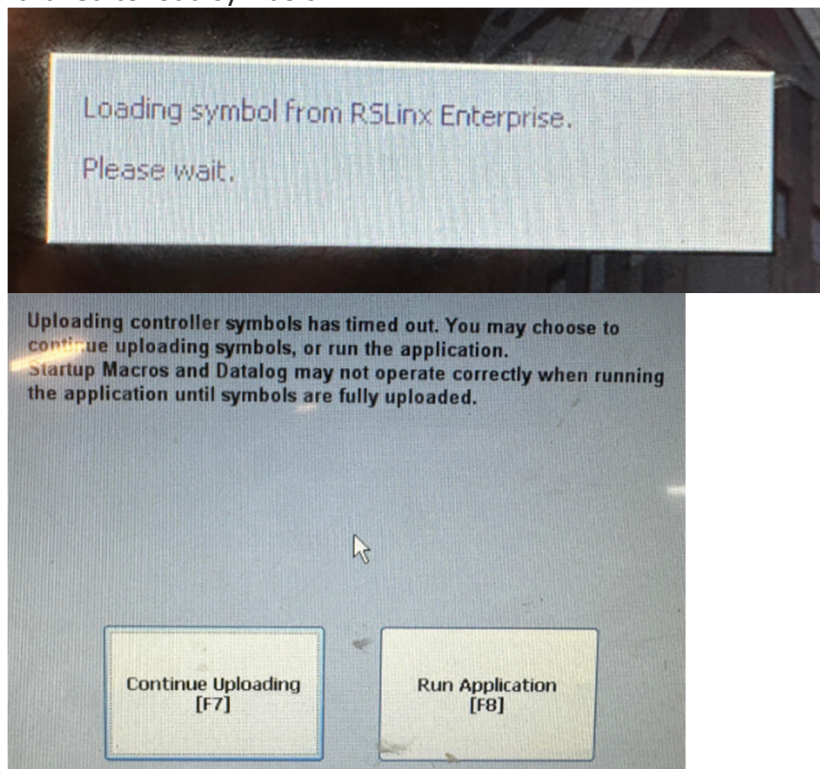 Loading symbol from RSLinx Enterprise.
Please wait.
Uploading controller symbols has timed out. You may choose to
continue uploading symbols, or run the application.
Startup Macros and Datalog may not operate correctly when running
the application until symbols are fully uploaded.
Continue Uploading
[F7]
Run Application
[F8]